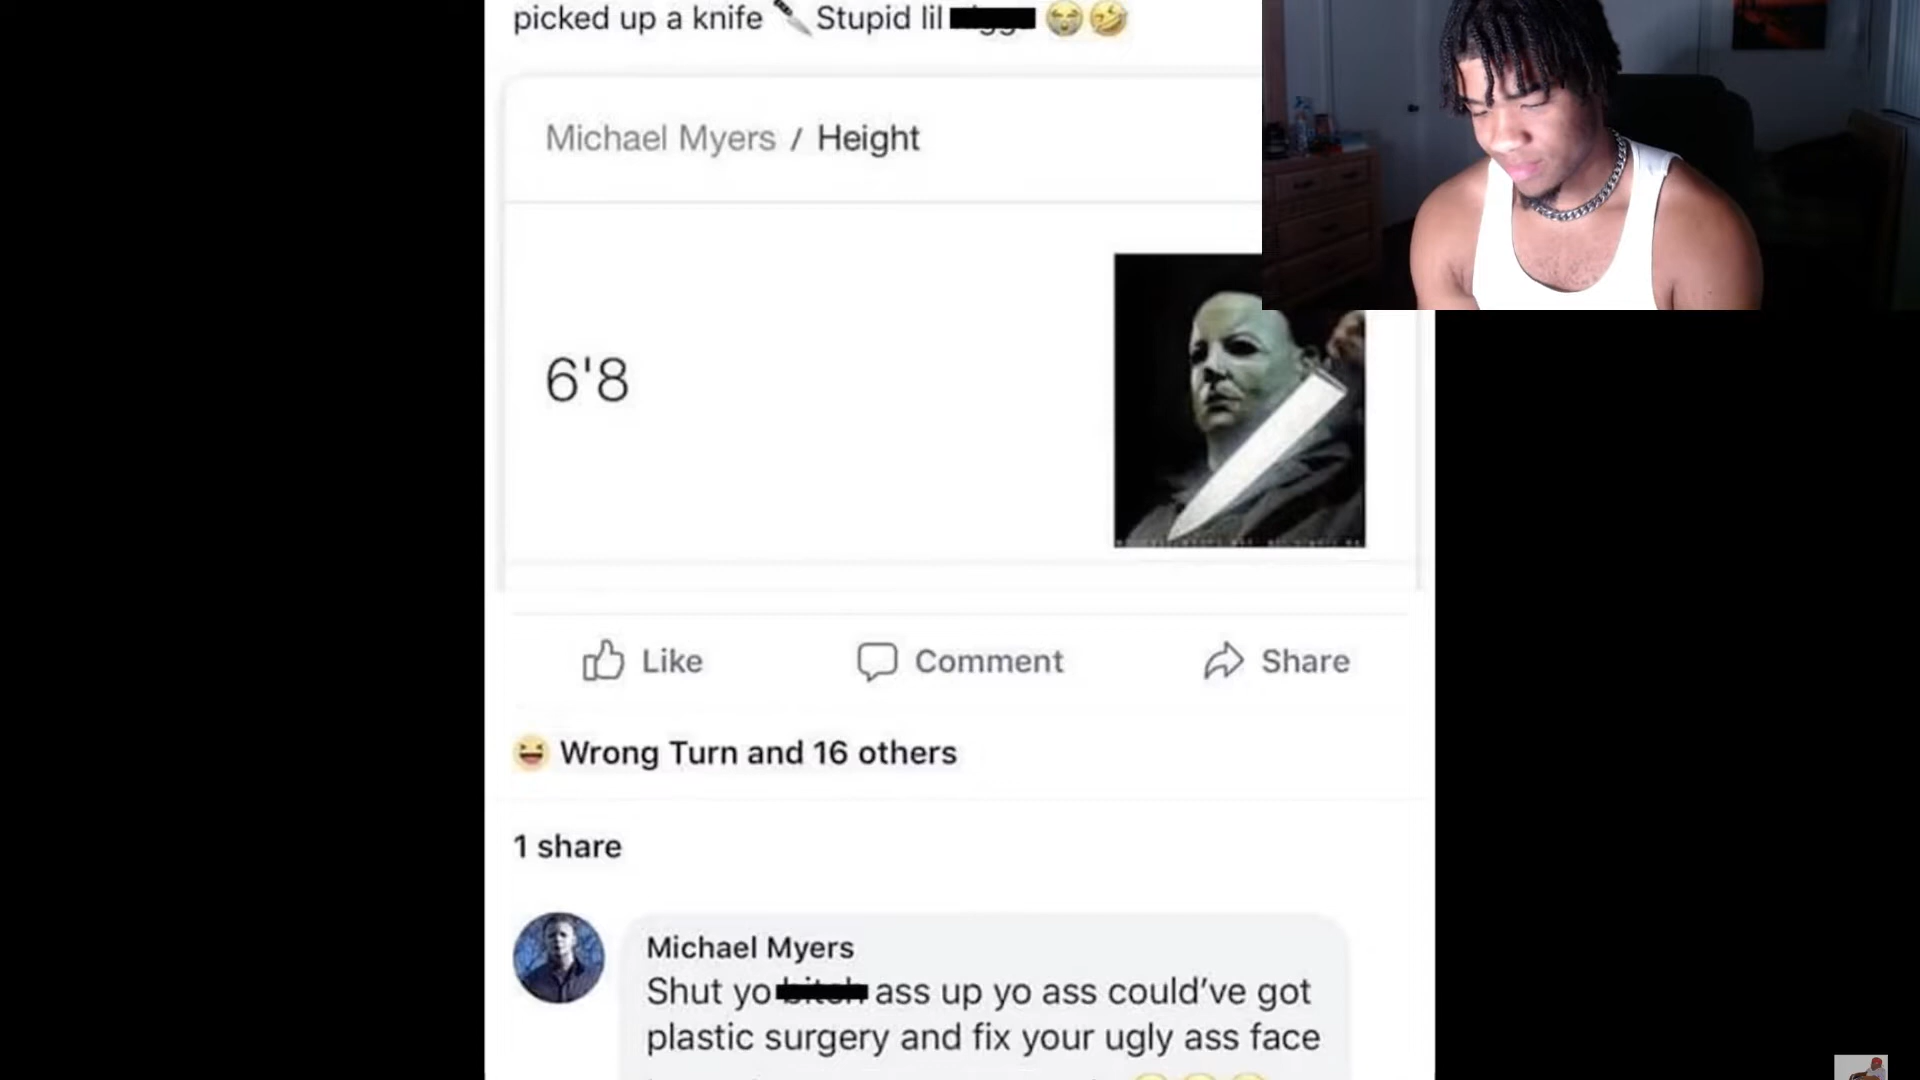 picked up a knife 🔪 Stupid lil 😭🤣
Michael Myers / Height
6'8
Like
Comment
Share
😆 Wrong Turn and 16 others
1 share
Michael Myers
Shut yo ass up yo ass could've got
plastic surgery and fix your ugly ass face